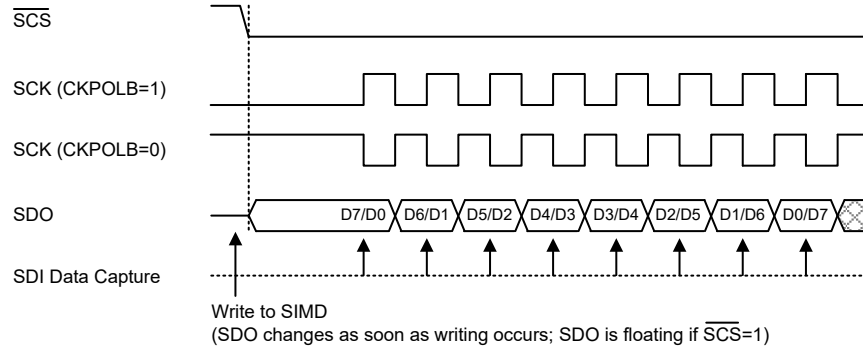 SCS
SCK (CKPOLB=1)
SCK (CKPOLB=0)
SDO
D7/D0 D6/D1 D5/D2 D4/D3 D3/D4 D2/D5 D1/D6 D0/D7
SDI Data Capture
Write to SIMD
(SDO changes as soon as writing occurs; SDO is floating if SCS=1)